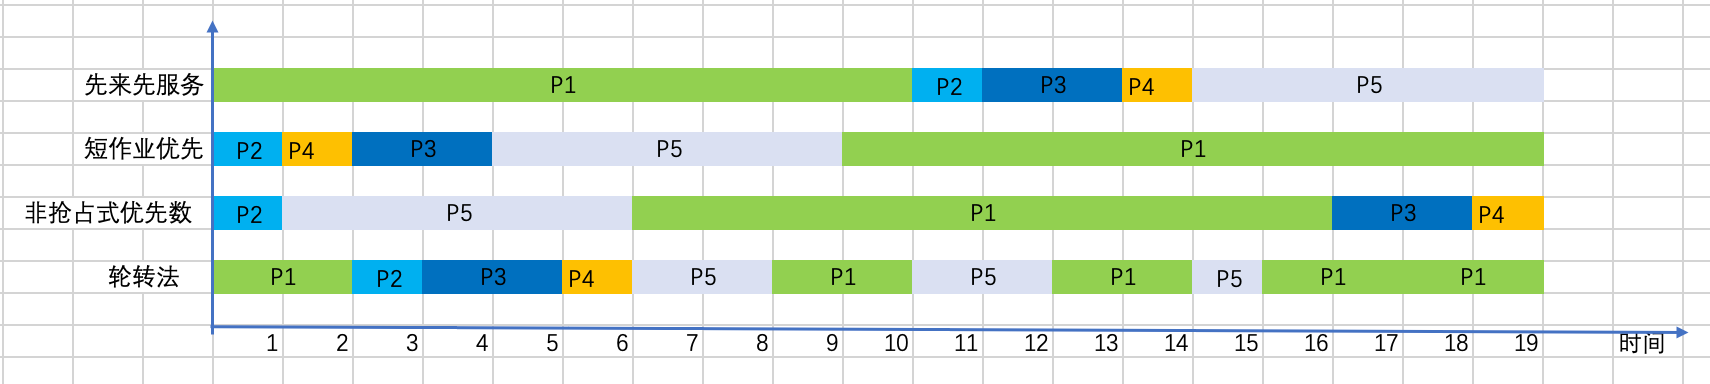 先来先服务 P1 P2 P3 P4 P5
短作业优先 P2 P4 P3 P5 P1
非抢占式优先数 P2 P5 P1 P3 P4
轮转法 P1 P2 P3 P4 P5 P1 P5 P1 P5 P1 P1
1 2 3 4 5 6 7 8 9 10 11 12 13 14 15 16 17 18 19 时间